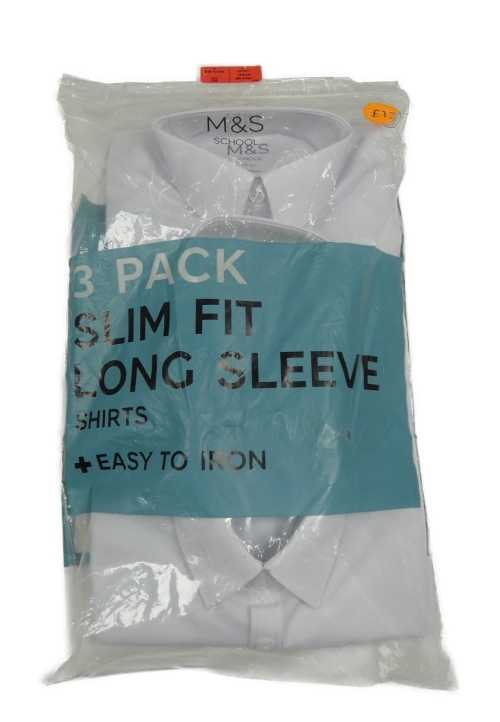 M&S
SCHOOL
M&S
3 PACK
SLIM FIT
LONG SLEEVE
SHIRTS
+ EASY TO IRON